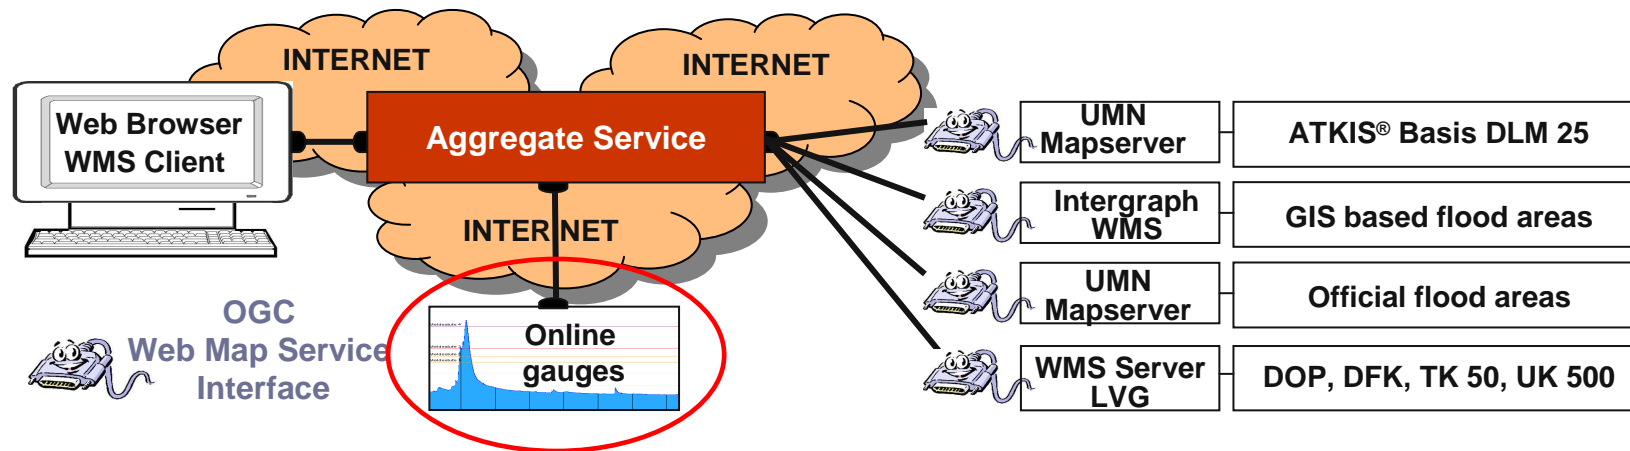 INTERNET
INTERNET
Web Browser
WMS Client
Aggregate Service
INTERNET
UMN
Mapserver
ATKIS® Basis DLM 25
Intergraph
WMS
GIS based flood areas
UMN
Mapserver
Official flood areas
WMS Server
LVG
DOP, DFK, TK 50, UK 500
OGC
Web Map Service
Interface
Online
gauges